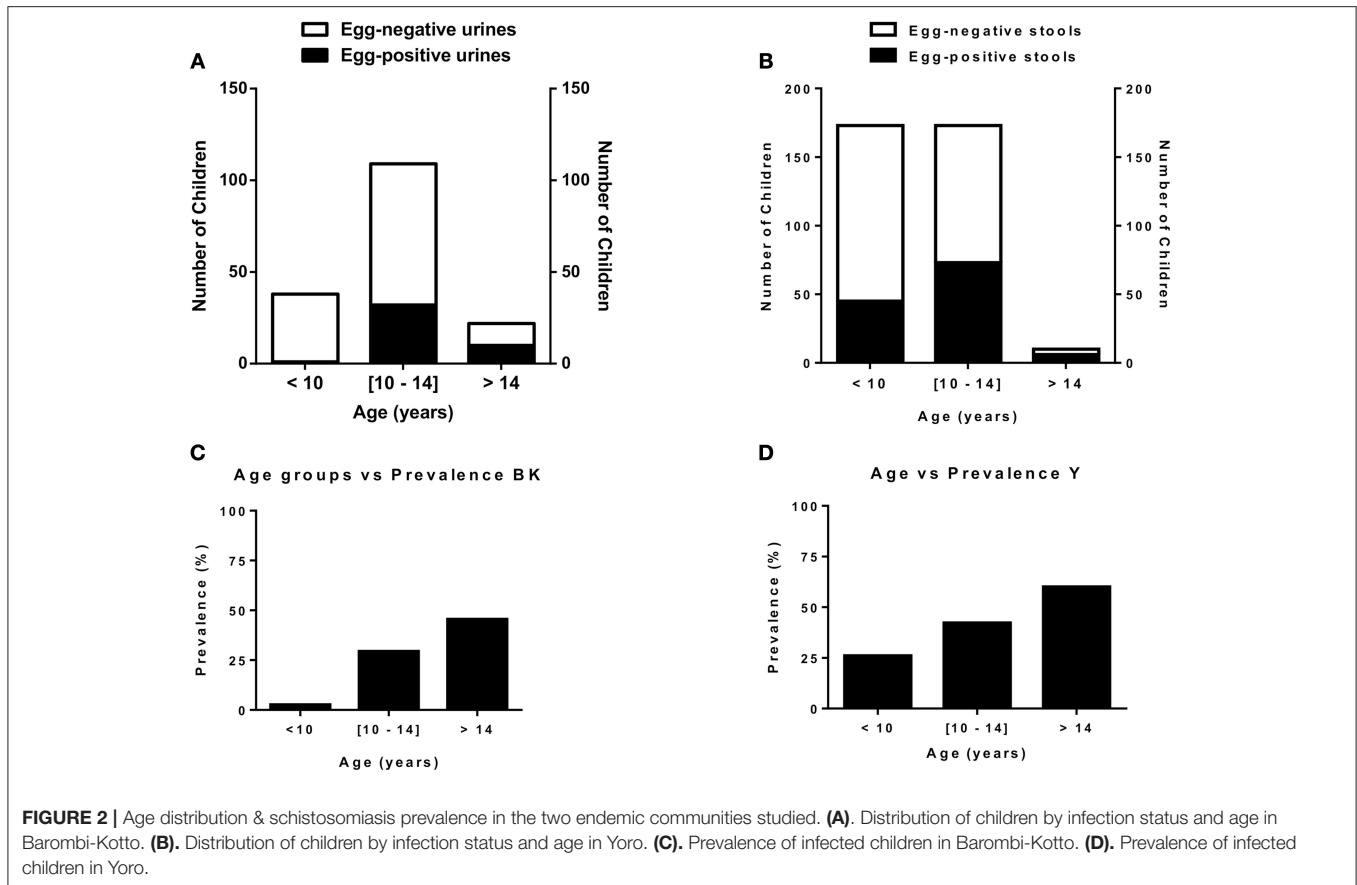 Egg-negative urines
Egg-positive urines
A
150
100
50
0
Number of Children
150
100
50
0
Number of Children
< 10 [10 - 14] > 14
Age (years)
Egg-negative stools
Egg-positive stools
B
200
150
100
50
0
Number of Children
200
150
100
50
0
Number of Children
< 10 [10 - 14] > 14
Age (years)
C
Age groups vs Prevalence BK
100
75
50
25
0
Prevalence (%)
< 10 [10 - 14] > 14
Age (years)
D
Age vs Prevalence Y
100
75
50
25
0
Prevalence (%)
< 10 [10 - 14] > 14
Age (years)
FIGURE 2 | Age distribution & schistosomiasis prevalence in the two endemic communities studied. (A). Distribution of children by infection status and age in
Barombi-Kotto. (B). Distribution of children by infection status and age in Yoro. (C). Prevalence of infected children in Barombi-Kotto. (D). Prevalence of infected
children in Yoro.